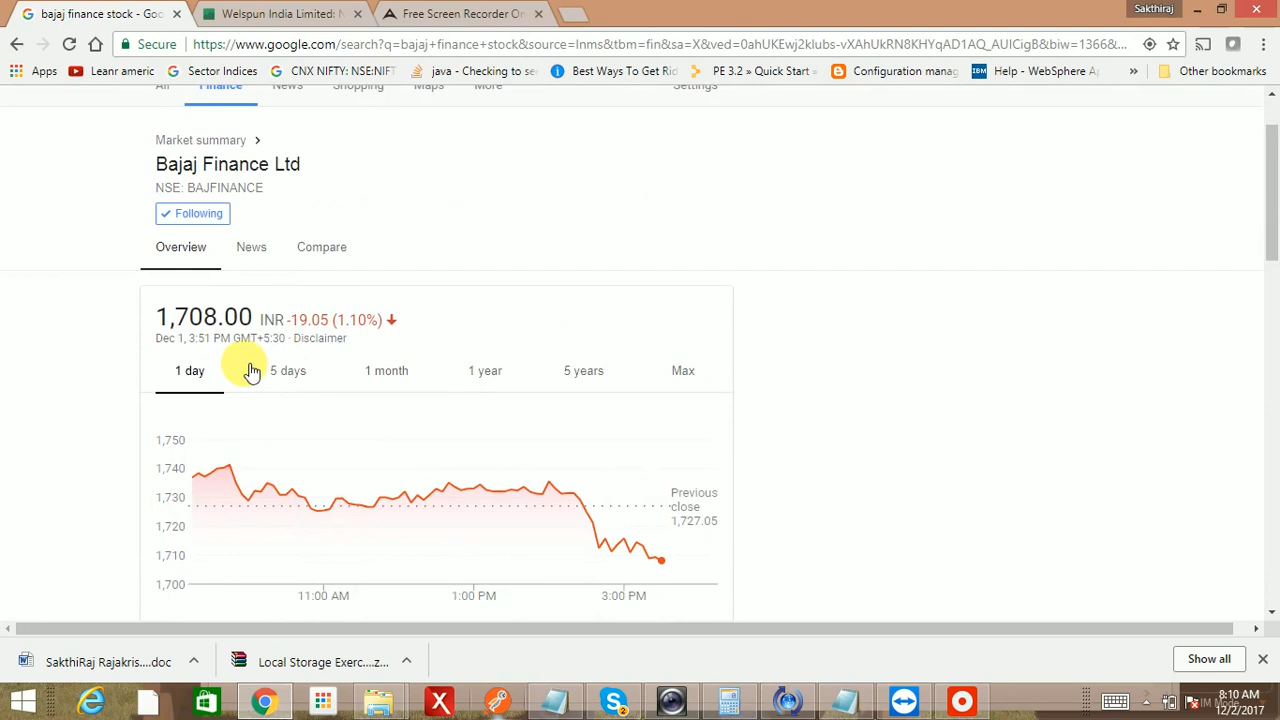 bajaj finance stock - Goo
Welspun India Limited: N
Free Screen Recorder On
Sakthiraj
Secure
https://www.google.com/search?q=bajaj+finance+stock&source=lnms&tbm=fin&sa=X&ved=0ahUKEwj2khbs-vXAhUkRN8KHYqAD1AQ_AUICigB&biw=1366&...
Apps
Leanr americ
Sector Indices
CNX NIFTY: NSE:NIFT
java - Checking to se
Best Ways To Get Rid
PE 3.2 » Quick Start »
Configuration manag
Help - WebSphere Ap
»
Other bookmarks
All
Finance
News
Shopping
Maps
More
Settings
Market summary >
Bajaj Finance Ltd
NSE: BAJFINANCE
Following
Overview
News
Compare
1,708.00 INR -19.05 (1.10%)
Dec 1, 3:51 PM GMT+5:30 · Disclaimer
1 day
5 days
1 month
1 year
5 years
Max
1,750
1,740
1,730
1,720
1,710
1,700
Previous
close
1,727.05
11:00 AM
1:00 PM
3:00 PM
SakthiRaj Rajakris....doc
Local Storage Exerc....z...
Show all
8:10 AM
12/2/2017